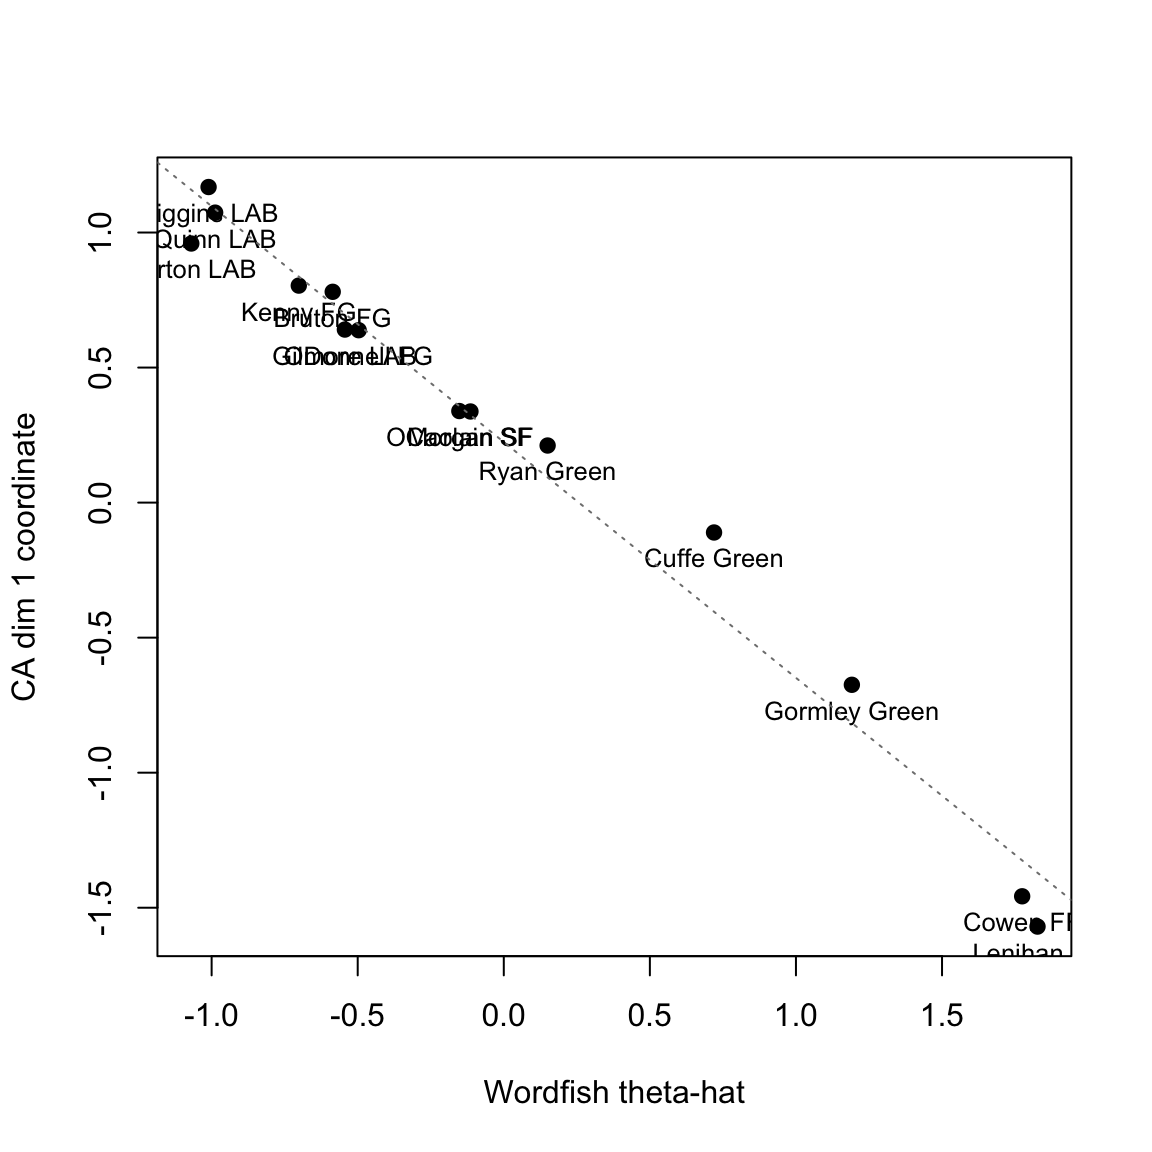 1.0
0.5
0.0
-0.5
-1.0
-1.5
CA dim 1 coordinate
LAB
Quinn LAB
rton LAB
Kenny FG
Bruton FG
SF
Ryan Green
Cuffe Green
Gormley Green
Cowen
Lenihan
-1.0 -0.5 0.0 0.5 1.0 1.5
Wordfish theta-hat